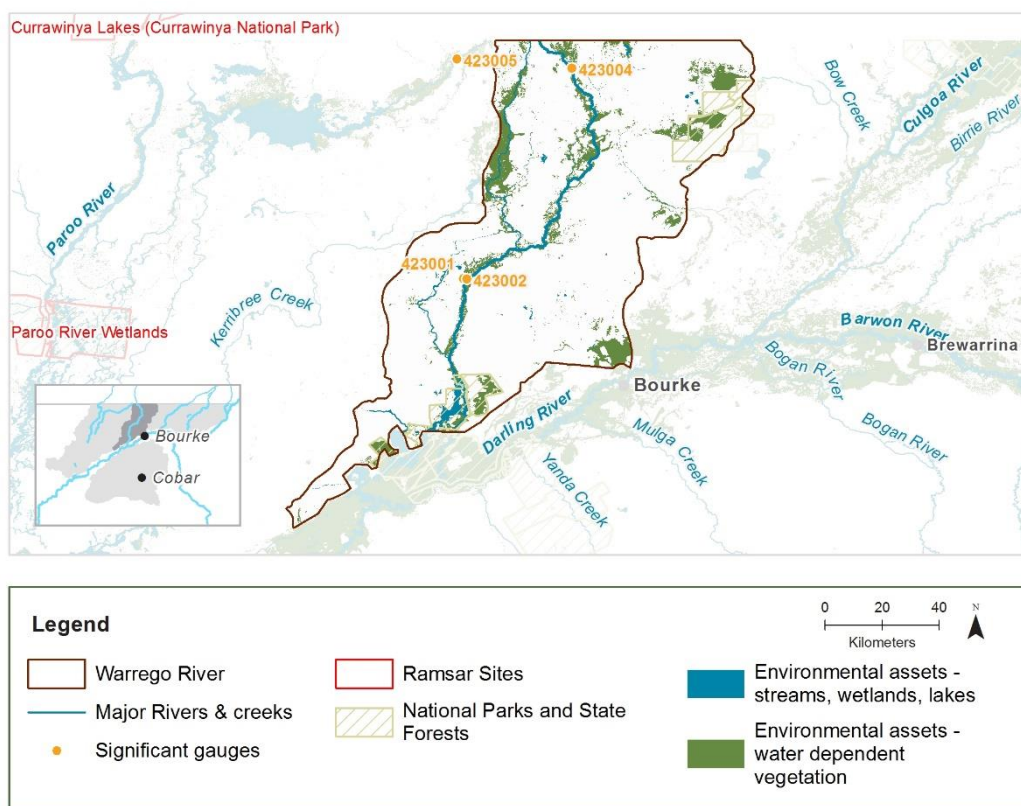 Currawinya Lakes (Currawinya National Park)
423005
423004
Bow Creek
Culgoa River
Birrie River
Paroo River
423001
423002
Kerribree Creek
Paroo River Wetlands
Barwon River
Brewarrina
Bogan River
Bourke
Darling River
Mulga Creek
Bogan River
Yanda Creek
Bourke
Cobar
Legend
0 20 40
Kilometers
N
Warrego River
Major Rivers & creeks
Significant gauges
Ramsar Sites
National Parks and State
Forests
Environmental assets -
streams, wetlands, lakes
Environmental assets -
water dependent
vegetation